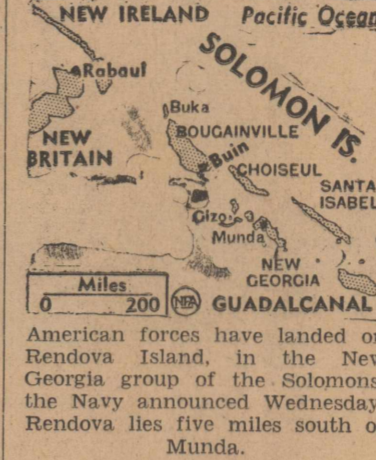 NEW IRELAND
Pacific Ocean
Rabaul
SOLOMON IS.
Buka
BOUGAINVILLE
NEW
BRITAIN
Buin
CHOISEUL
SANTA
ISABEL
Gizo
Munda
NEW
GEORGIA
Miles
0 200
NEA
GUADALCANAL
American forces have landed o
Rendova Island, in the New
Georgia group of the Solomons
the Navy announced Wednesday
Rendova lies five miles south o
Munda.